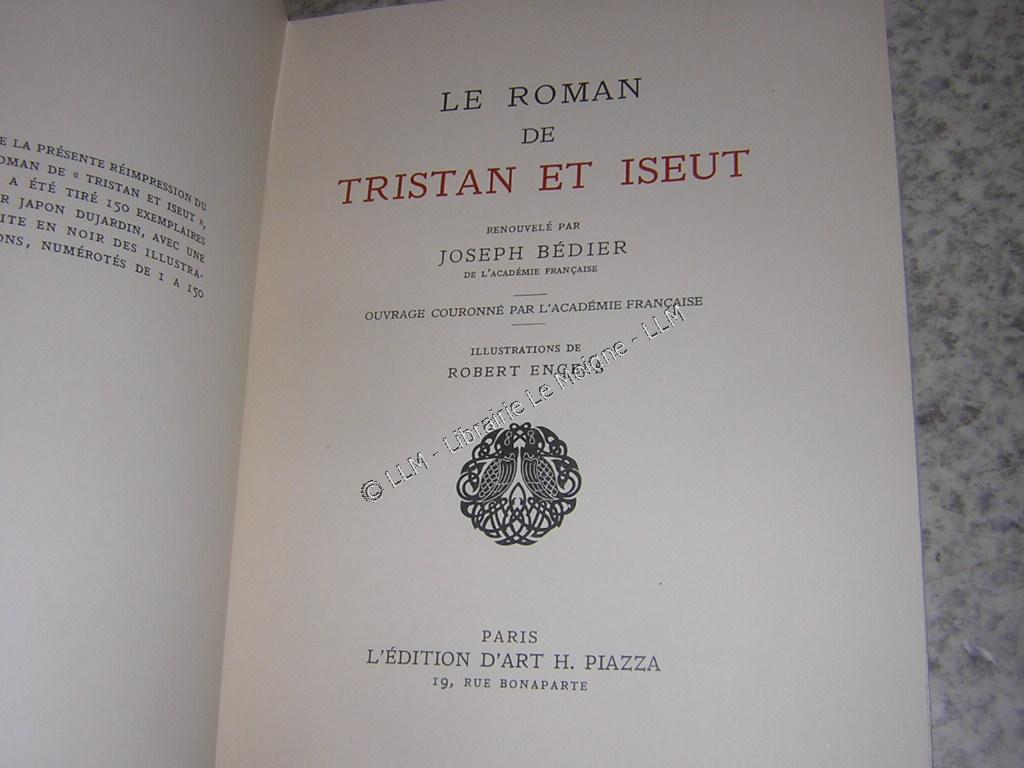 E LA PRÉSENTE RÉIMPRESSION DU
OMAN DE « TRISTAN ET ISEUT »,
A ÉTÉ TIRÉ 150 EXEMPLAIRES
R JAPON DUJARDIN, AVEC UNE
ITE EN NOIR DES ILLUSTRA-
ONS, NUMÉROTÉS DE 1 A 150
LE ROMAN
DE
TRISTAN ET ISEUT
RENOUVELÉ PAR
JOSEPH BÉDIER
DE L'ACADÉMIE FRANÇAISE
OUVRAGE COURONNÉ PAR L'ACADÉMIE FRANÇAISE
ILLUSTRATIONS DE
ROBERT ENGELS
© LLM - Librairie Le Moigne - LLM
PARIS
L'ÉDITION D'ART H. PIAZZA
19, RUE BONAPARTE